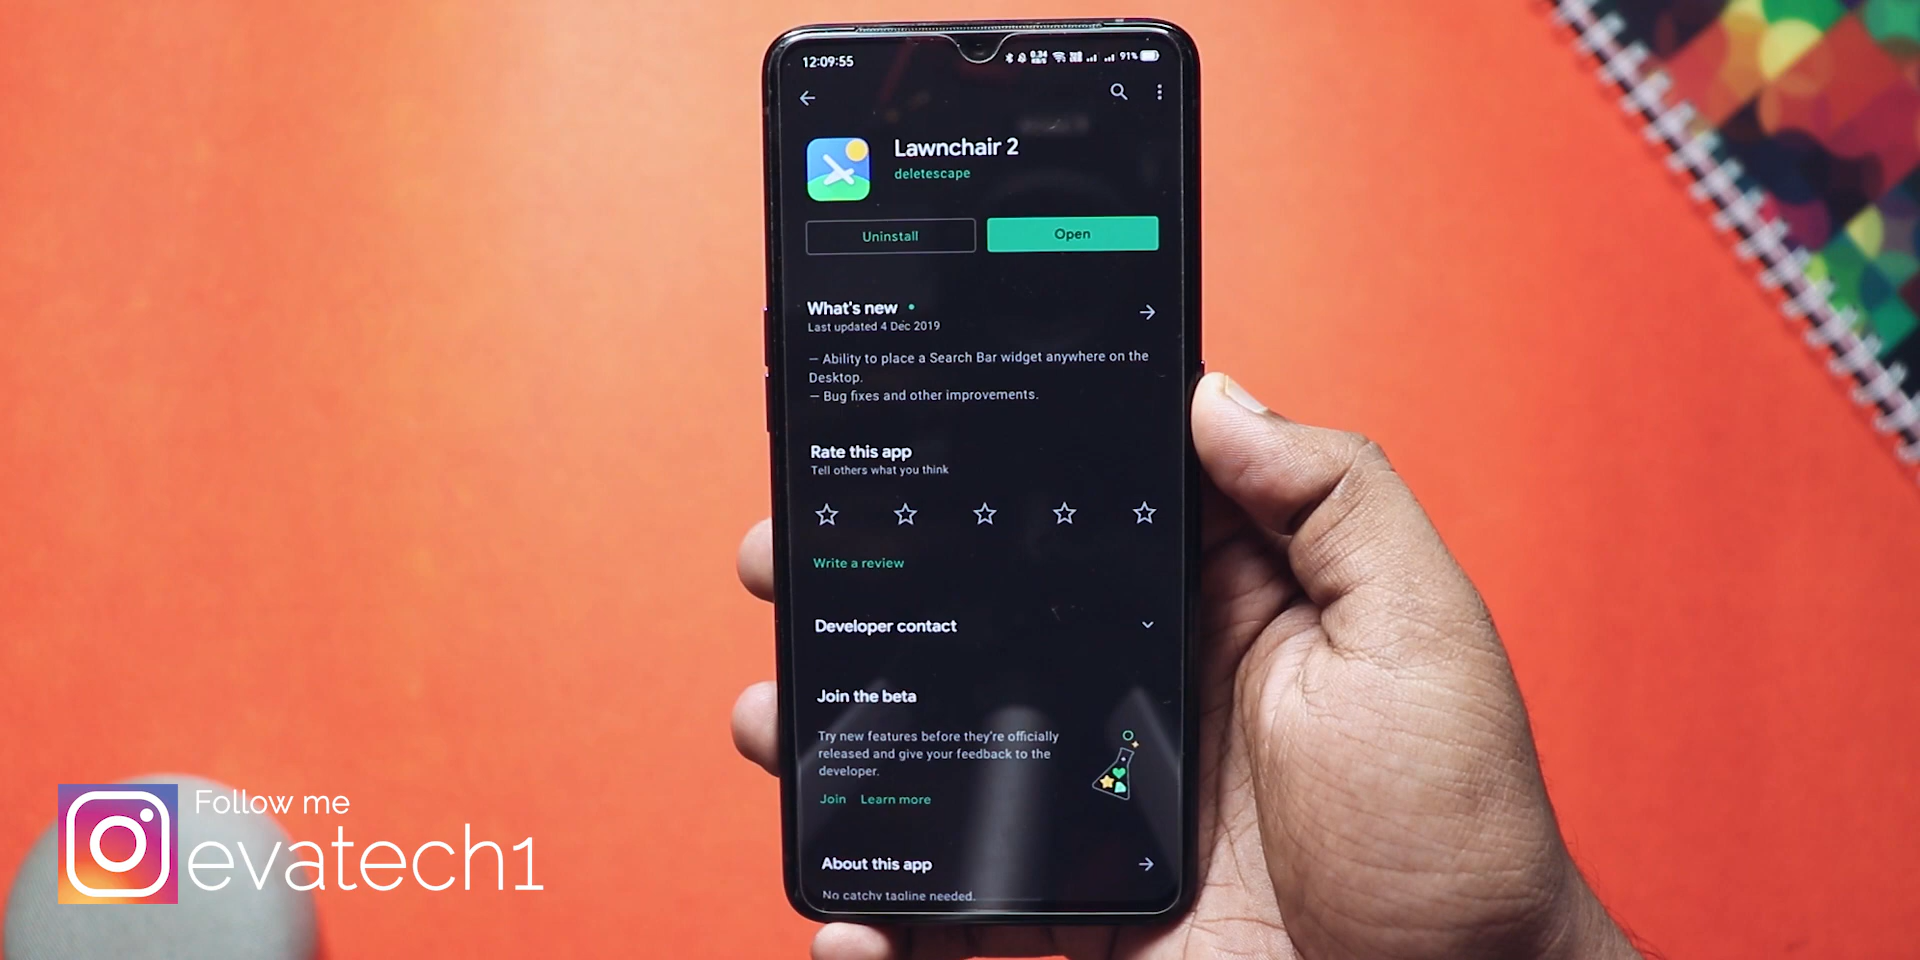 12:09:55
91%
Lawnchair 2
deletescape
Uninstall
Open
What's new •
Last updated 4 Dec 2019
– Ability to place a Search Bar widget anywhere on the
Desktop.
– Bug fixes and other improvements.
Rate this app
Tell others what you think
Write a review
Developer contact
Join the beta
Try new features before they're officially
released and give your feedback to the
developer.
Join Learn more
About this app
No catchy tagline needed.
Follow me
evatech1